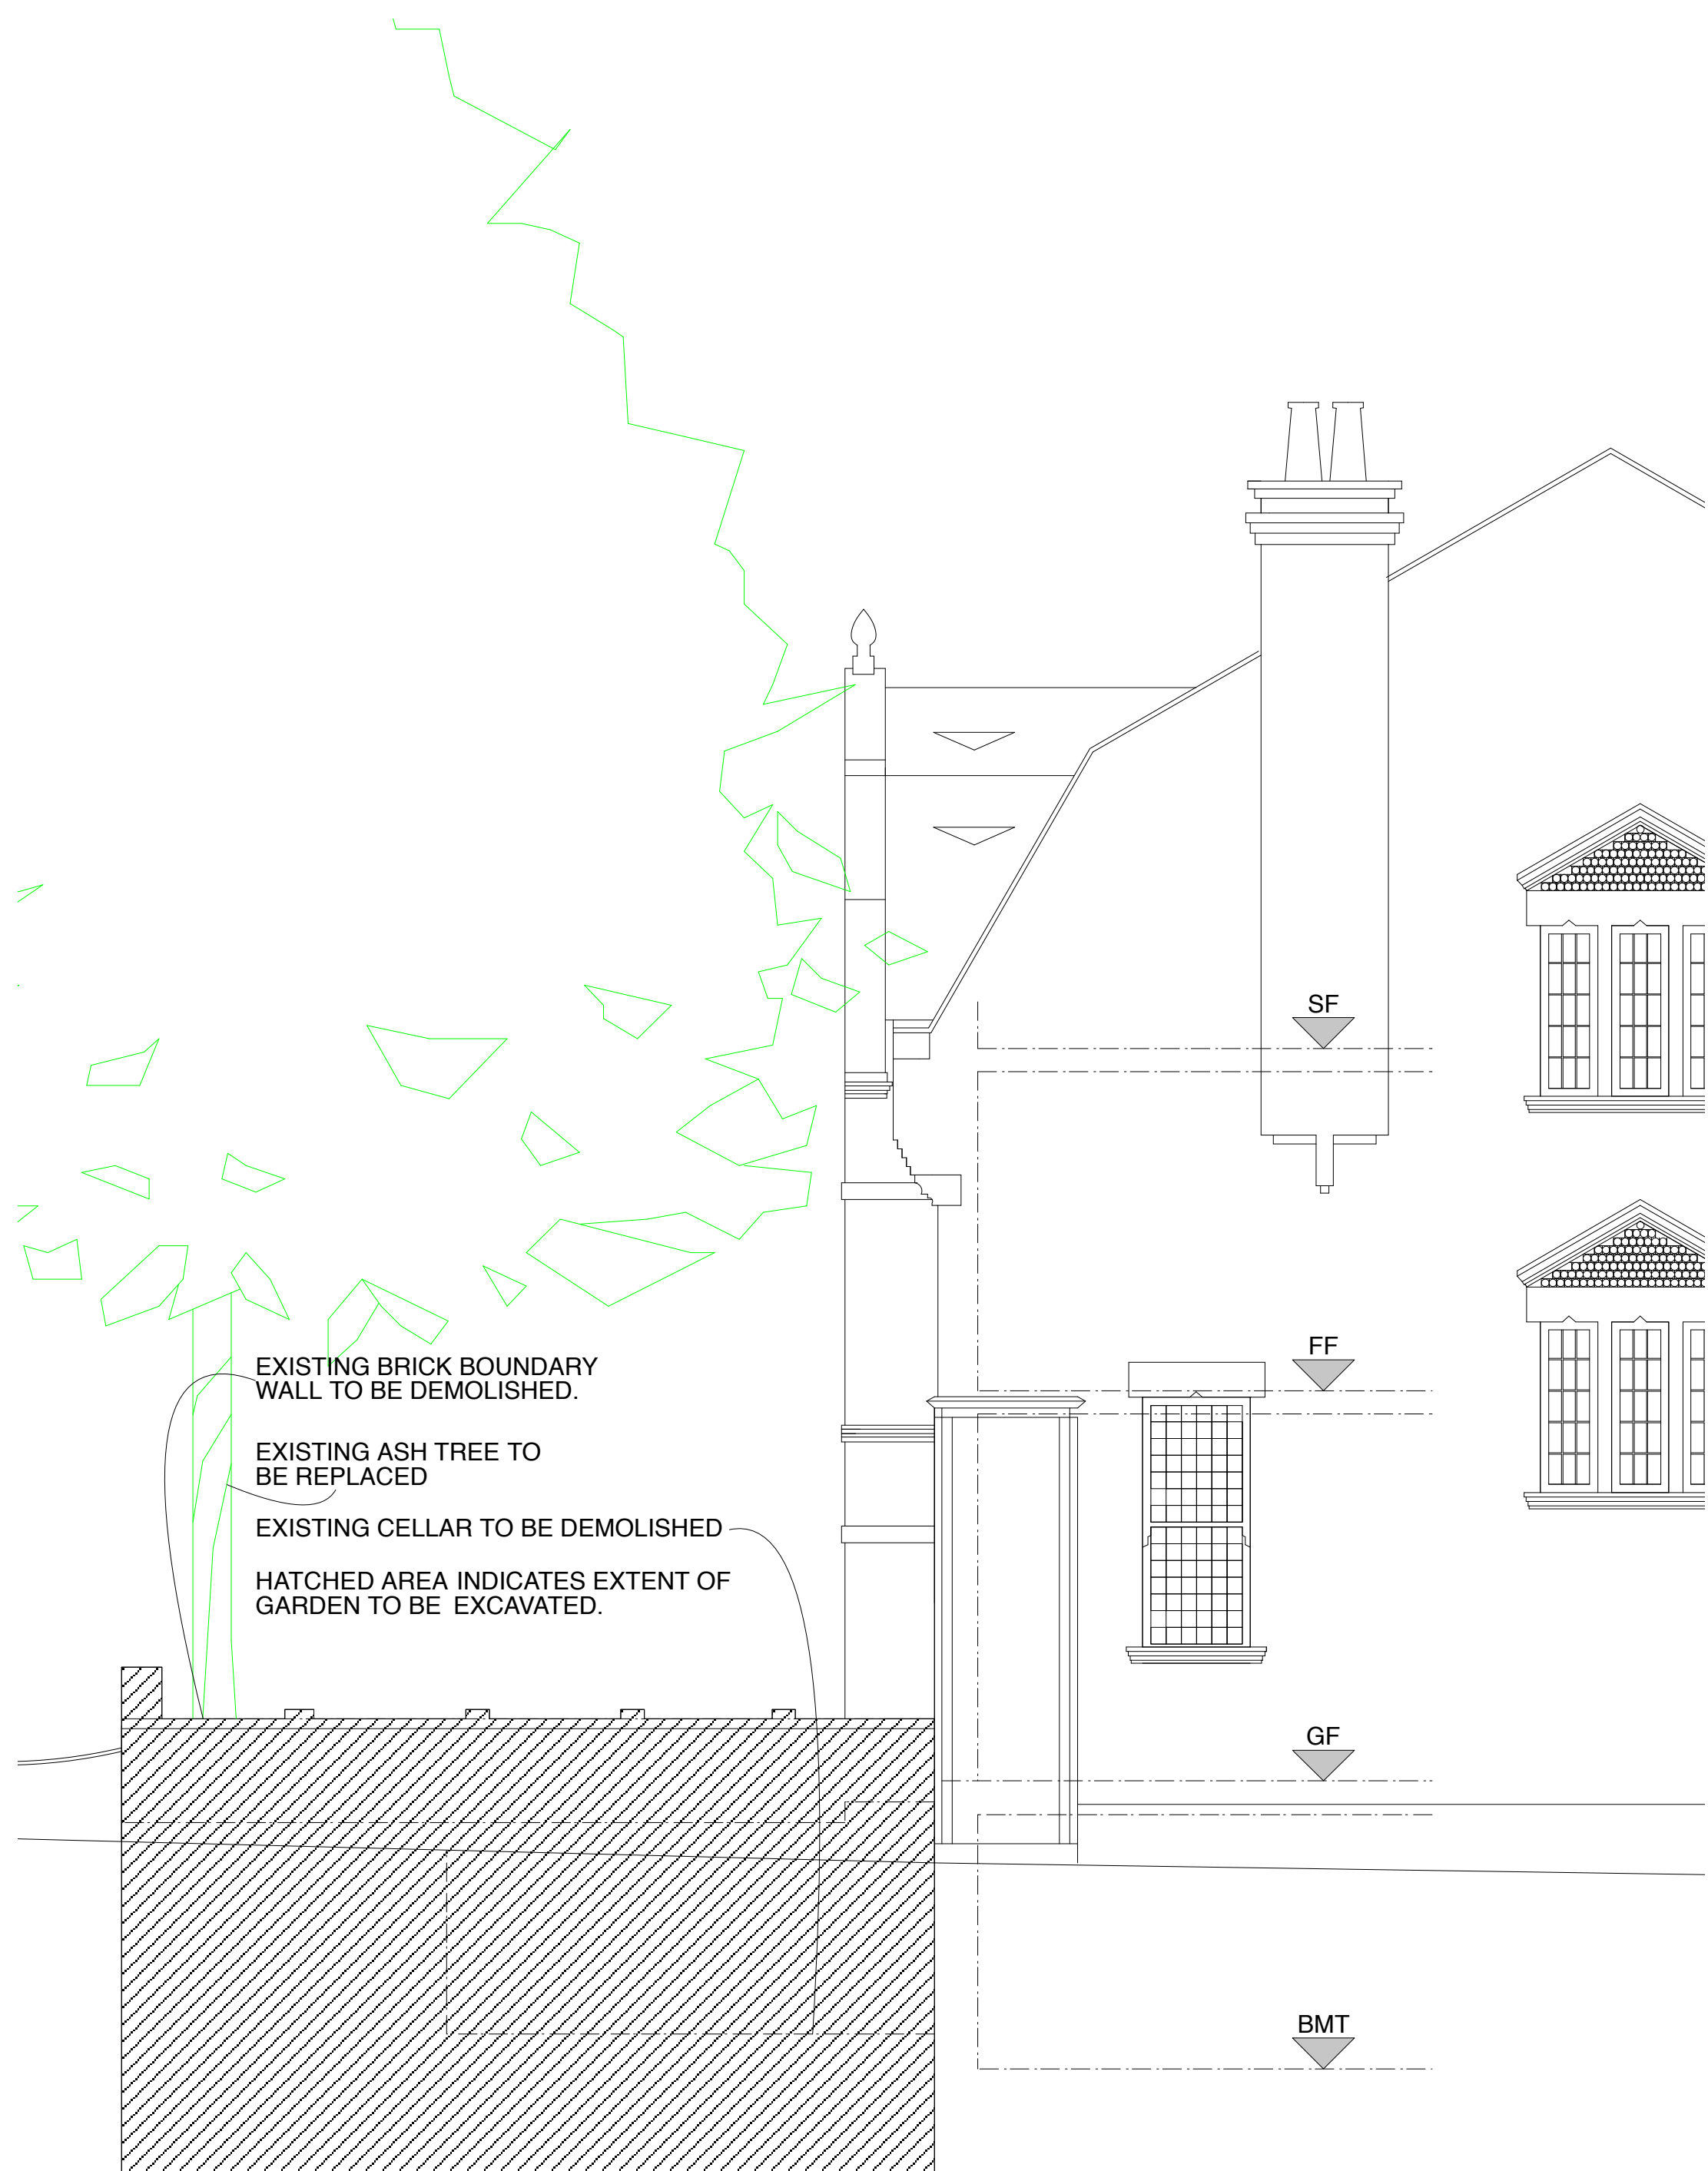 SF
FF
EXISTING BRICK BOUNDARY
WALL TO BE DEMOLISHED.
EXISTING ASH TREE TO
BE REPLACED
EXISTING CELLAR TO BE DEMOLISHED
HATCHED AREA INDICATES EXTENT OF
GARDEN TO BE EXCAVATED.
GF
BMT